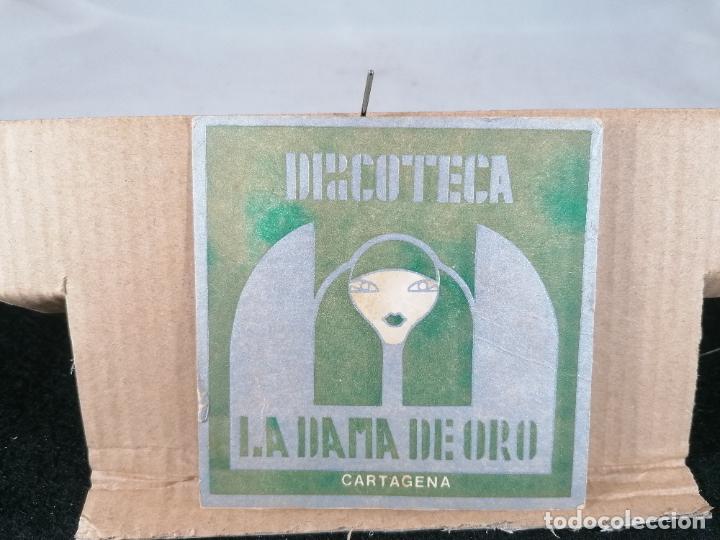 DISCOTECA
LA DAMA DE ORO
CARTAGENA
todocoleccion